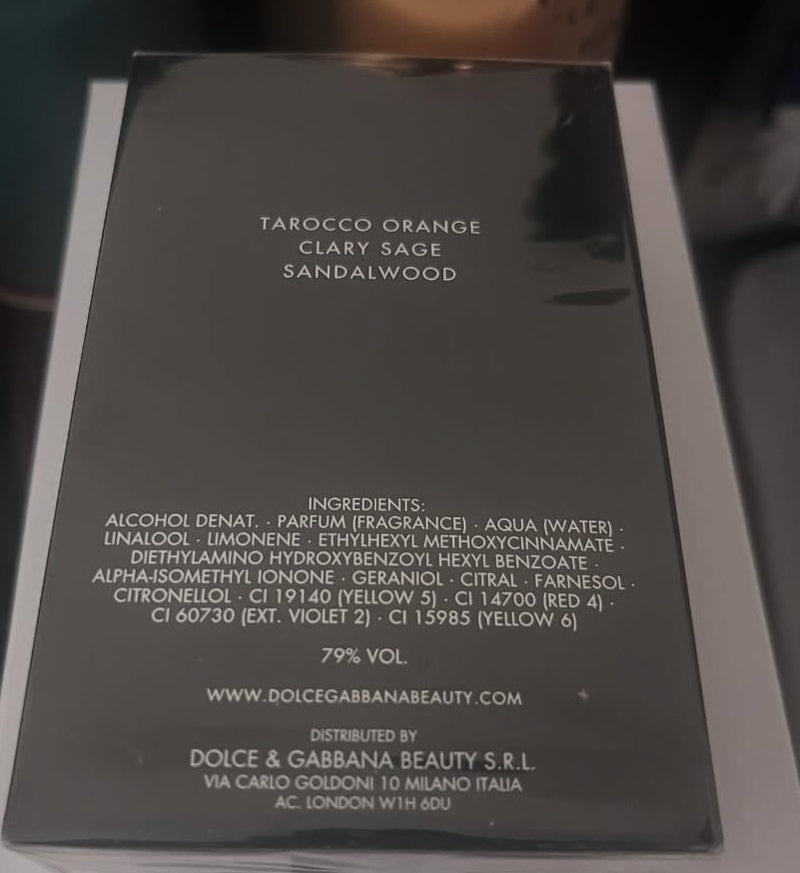 TAROCCO ORANGE
CLARY SAGE
SANDALWOOD
INGREDIENTS:
ALCOHOL DENAT. · PARFUM (FRAGRANCE) · AQUA (WATER) ·
LINALOOL · LIMONENE · ETHYLHEXYL METHOXYCINNAMATE ·
DIETHYLAMINO HYDROXYBENZOYL HEXYL BENZOATE ·
ALPHA-ISOMETHYL IONONE · GERANIOL · CITRAL · FARNESOL ·
CITRONELLOL · CI 19140 (YELLOW 5) · CI 14700 (RED 4) ·
CI 60730 (EXT. VIOLET 2) · CI 15985 (YELLOW 6)
79% VOL.
WWW.DOLCEGABBANABEAUTY.COM
DISTRIBUTED BY
DOLCE & GABBANA BEAUTY S.R.L.
VIA CARLO GOLDONI 10 MILANO ITALIA
AC. LONDON W1H 6DU